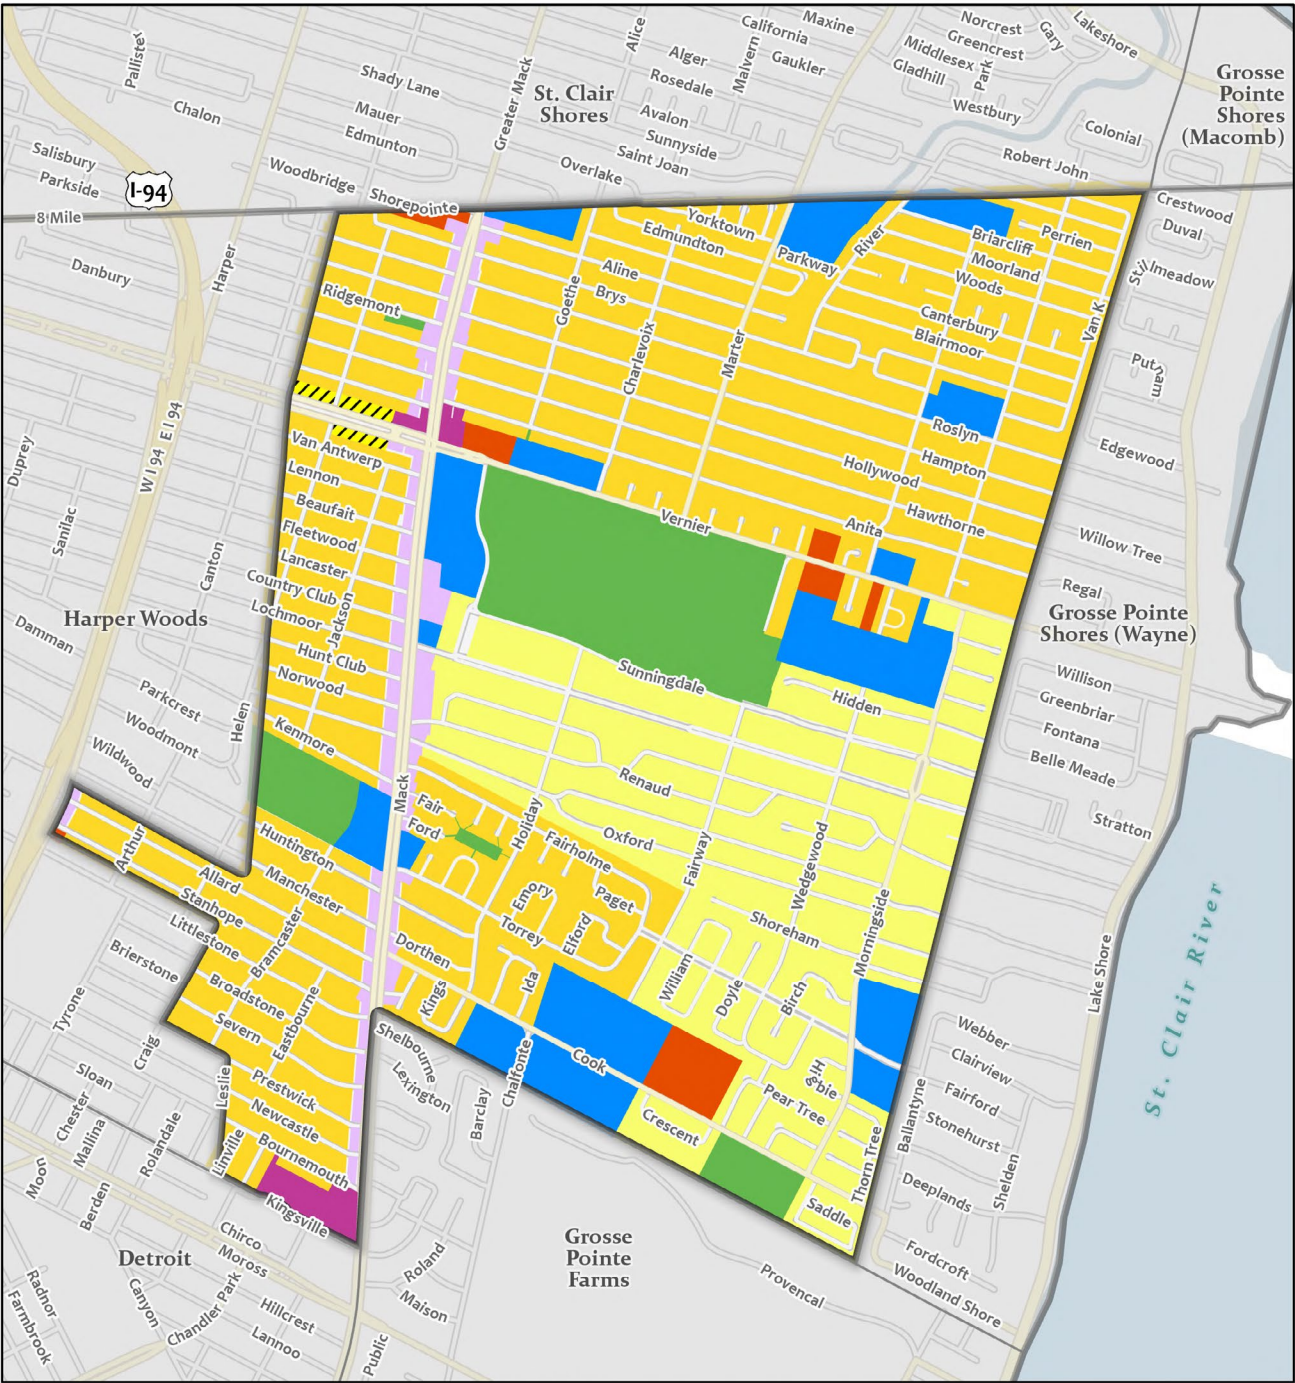 Pallister
Alice
Maxine
California
Norcrest
Gary
Lakeshore
Greencrest
Middlesex
Park
Gladhill
Alger
Malvern
Gaukler
Rosedale
Shady Lane
Greater Mack
St. Clair
Shores
Grosse
Pointe
Shores
(Macomb)
Chalon
Mauer
Edmunton
Avalon
Sunnyside
Saint Joan
Westbury
Colonial
Salisbury
Parkside
I-94
Woodbridge
Overlake
Robert John
8 Mile
Shorepointe
Yorktown
Edmundton
Crestwood
Duval
Perrien
Briarcliff
River
Parkway
Moorland
Woods
Stillmeadow
Danbury
Harper
Aline
Brys
Goethe
Ridgemont
Canterbury
Blairmoor
Van K
Charlevoix
Marter
Putnam
W I 94 E I 94
Roslyn
Van Antwerp
Duprey
Lennon
Hollywood
Hampton
Edgewood
Beaufait
Vernier
Anita
Hawthorne
Sanilac
Fleetwood
Willow Tree
Canton
Lancaster
Country Club
Regal
Lochmoor
Jackson
Harper Woods
Grosse Pointe
Shores (Wayne)
Damman
Hunt Club
Norwood
Sunningdale
Hidden
Willison
Greenbriar
Parkcrest
Helen
Fontana
Woodmont
Kenmore
Belle Meade
Wildwood
Mack
Renaud
Fair
Ford
Holiday
Oxford
Stratton
Arthur
Huntington
Fairholme
Fairway
Wedgewood
Allard
Manchester
Emory
Paget
Stanhope
Morningside
Littlestone
Bramcaster
Torrey
Elford
Shoreham
St. Clair River
Brierstone
Dorthen
Lake Shore
Broadstone
Kings
Ida
William
Doyle
Birch
Tyrone
Eastbourne
Severn
Shelbourne
Webber
Craig
Cook
Clairview
Sloan
Leslie
Prestwick
Lexington
Chalfonte
Higbie
Fairford
Chester
Mallina
Rolandale
Newcastle
Barclay
Pear Tree
Ballantyne
Stonehurst
Crescent
Linville
Bournemouth
Thorn Tree
Shelden
Moon
Deeplands
Berden
Kingsville
Saddle
Chirco
Detroit
Moross
Grosse
Pointe
Farms
Fordcroft
Roland
Woodland Shore
Radnor
Farmbrook
Canyon
Chandler Park
Hillcrest
Maison
Provencal
Lannoo
Public